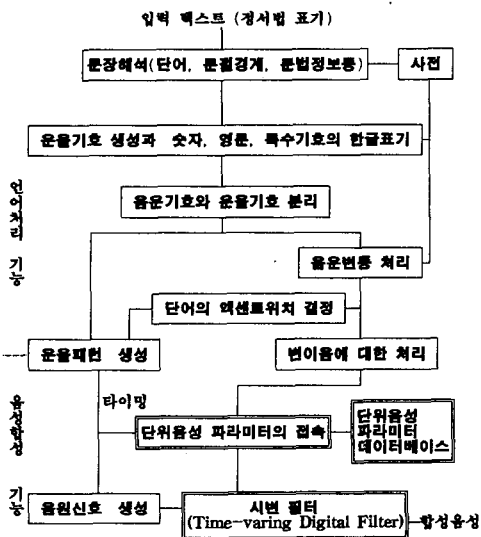 입력 텍스트 (정서법 표기)
문장해석(단어, 문절경계, 문법정보등)
사전
운율기호 생성과 숫자, 영문, 특수기호의 한글표기
음운기호와 운율기호 분리
언어처리 기능
음운변동 처리
단어의 액센트위치 결정
운율패턴 생성
변이음에 대한 처리
타이밍
음성합성 기능
단위음성 파라미터의 접속
단위음성
파라미터
데이터베이스
음원신호 생성
시변 필터
(Time-varing Digital Filter)
합성음성